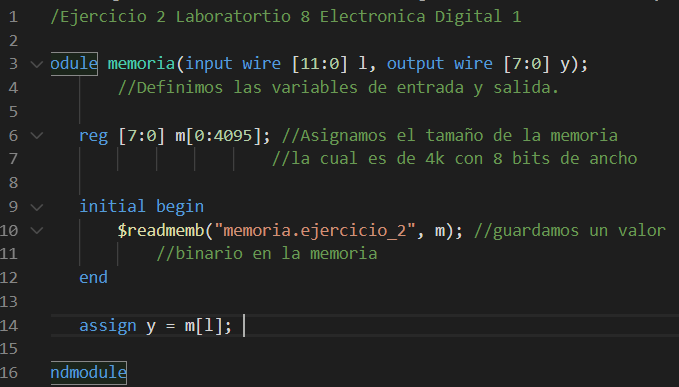 1 /Ejercicio 2 Laboratortio 8 Electronica Digital 1
2
3 odule memoria(input wire [11:0] l, output wire [7:0] y);
4 //Definimos las variables de entrada y salida.
5
6 reg [7:0] m[0:4095]; //Asignamos el tamaño de la memoria
7 //la cual es de 4k con 8 bits de ancho
8
9 initial begin
10 $readmemb("memoria.ejercicio_2", m); //guardamos un valor
11 //binario en la memoria
12 end
13
14 assign y = m[l];
15
16 ndmodule